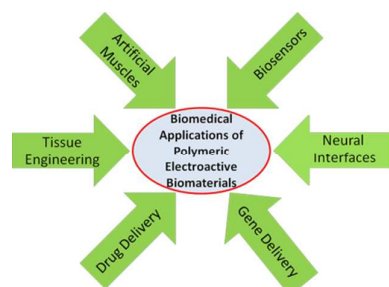 Artificial
Muscles
Biosensors
Tissue
Engineering
Biomedical
Applications of
Polymeric
Electroactive
Biomaterials
Neural
Interfaces
Drug Delivery
Gene Delivery